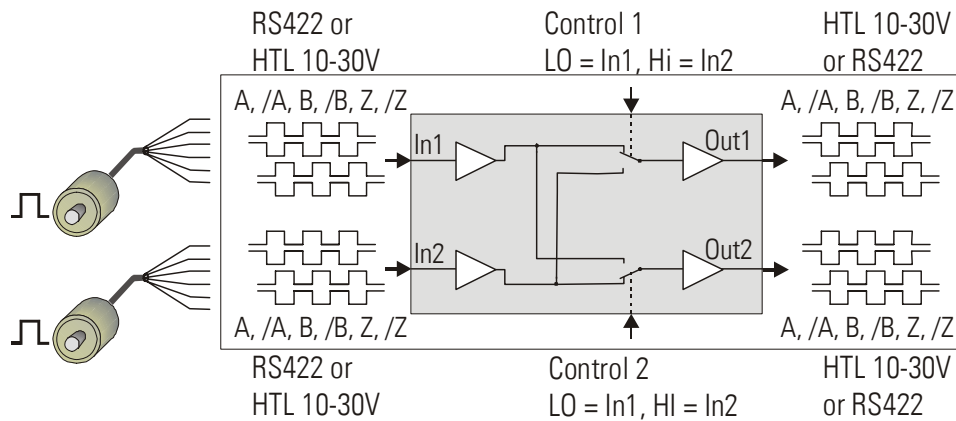 RS422 or
HTL 10-30V
Control 1
LO = In1, Hi = In2
HTL 10-30V
or RS422
A, /A, B, /B, Z, /Z
A, /A, B, /B, Z, /Z
In1
Out1
In2
Out2
A, /A, B, /B, Z, /Z
A, /A, B, /B, Z, /Z
RS422 or
HTL 10-30V
Control 2
LO = In1, HI = In2
HTL 10-30V
or RS422